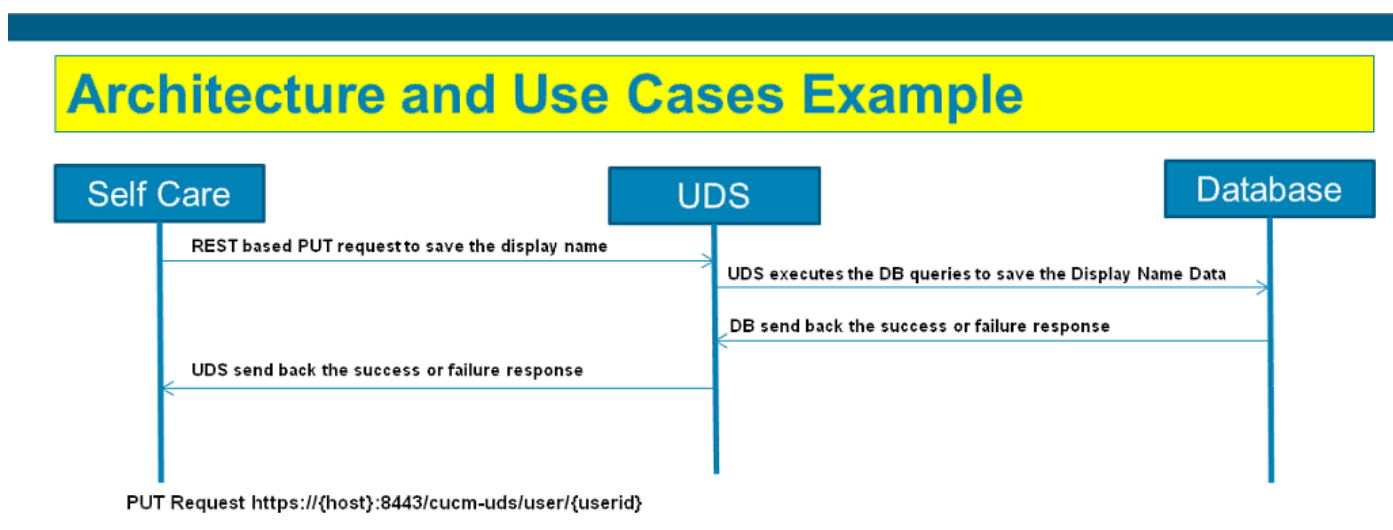 Architecture and Use Cases Example
Self Care
UDS
Database
REST based PUT request to save the display name
UDS executes the DB queries to save the Display Name Data
DB send back the success or failure response
UDS send back the success or failure response
PUT Request https://{host}:8443/cucm-uds/user/{userid}